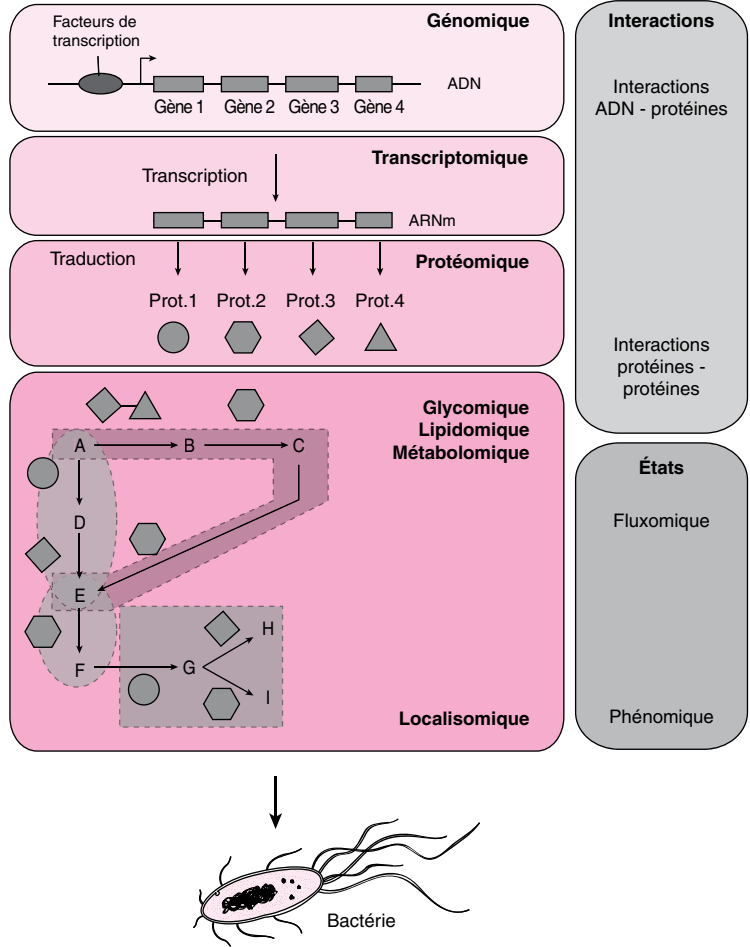 Facteurs de
transcription
Génomique
ADN
Gène 1 Gène 2 Gène 3 Gène 4
Transcriptomique
Transcription
ARNm
Traduction
Protéomique
Prot.1 Prot.2 Prot.3 Prot.4
Glycomique
Lipidomique
Métabolomique
A B C
D
E
F G H
I
Localisomique
Interactions
Interactions
ADN - protéines
Interactions
protéines -
protéines
États
Fluxomique
Phénomique
Bactérie